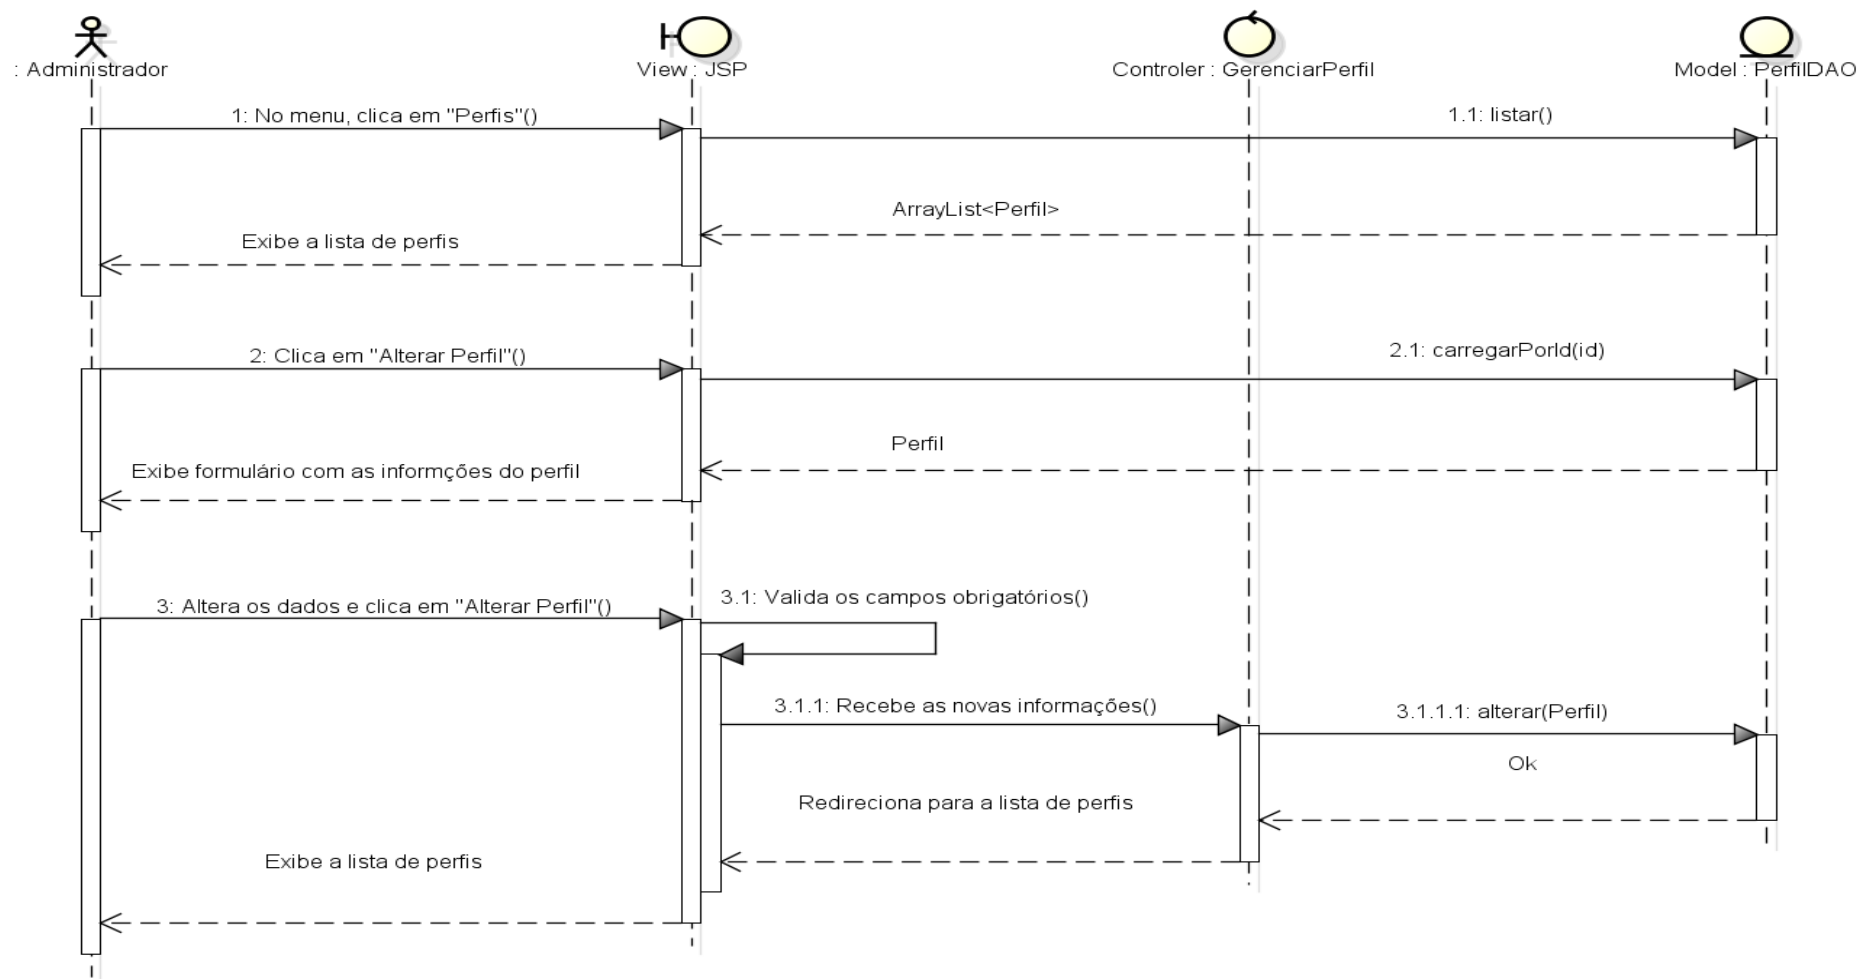 : Administrador
View : JSP
Controler : GerenciarPerfil
Model : PerfilDAO
1: No menu, clica em "Perfis"()
1.1: listar()
ArrayList<Perfil>
Exibe a lista de perfis
2: Clica em "Alterar Perfil"()
2.1: carregarPorId(id)
Perfil
Exibe formulário com as informções do perfil
3: Altera os dados e clica em "Alterar Perfil"()
3.1: Valida os campos obrigatórios()
3.1.1: Recebe as novas informações()
3.1.1.1: alterar(Perfil)
Ok
Redireciona para a lista de perfis
Exibe a lista de perfis